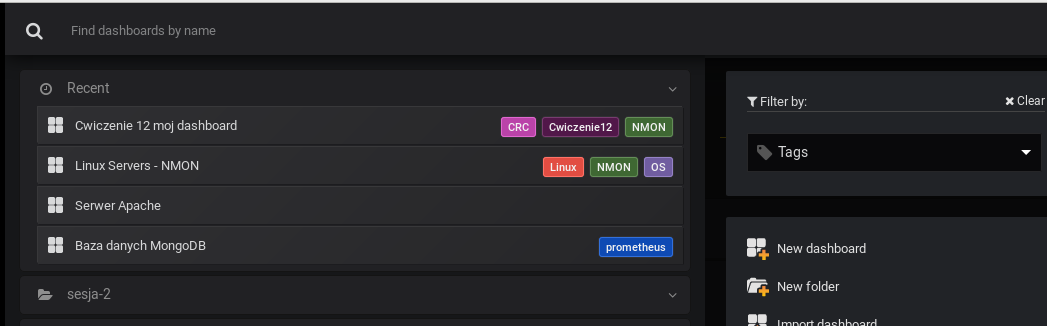 Find dashboards by name
Recent
Cwiczenie 12 moj dashboard CRC Cwiczenie12 NMON
Linux Servers - NMON Linux NMON OS
Serwer Apache
Baza danych MongoDB prometheus
sesja-2
Filter by: Clear
Tags
New dashboard
New folder
Import dashboard